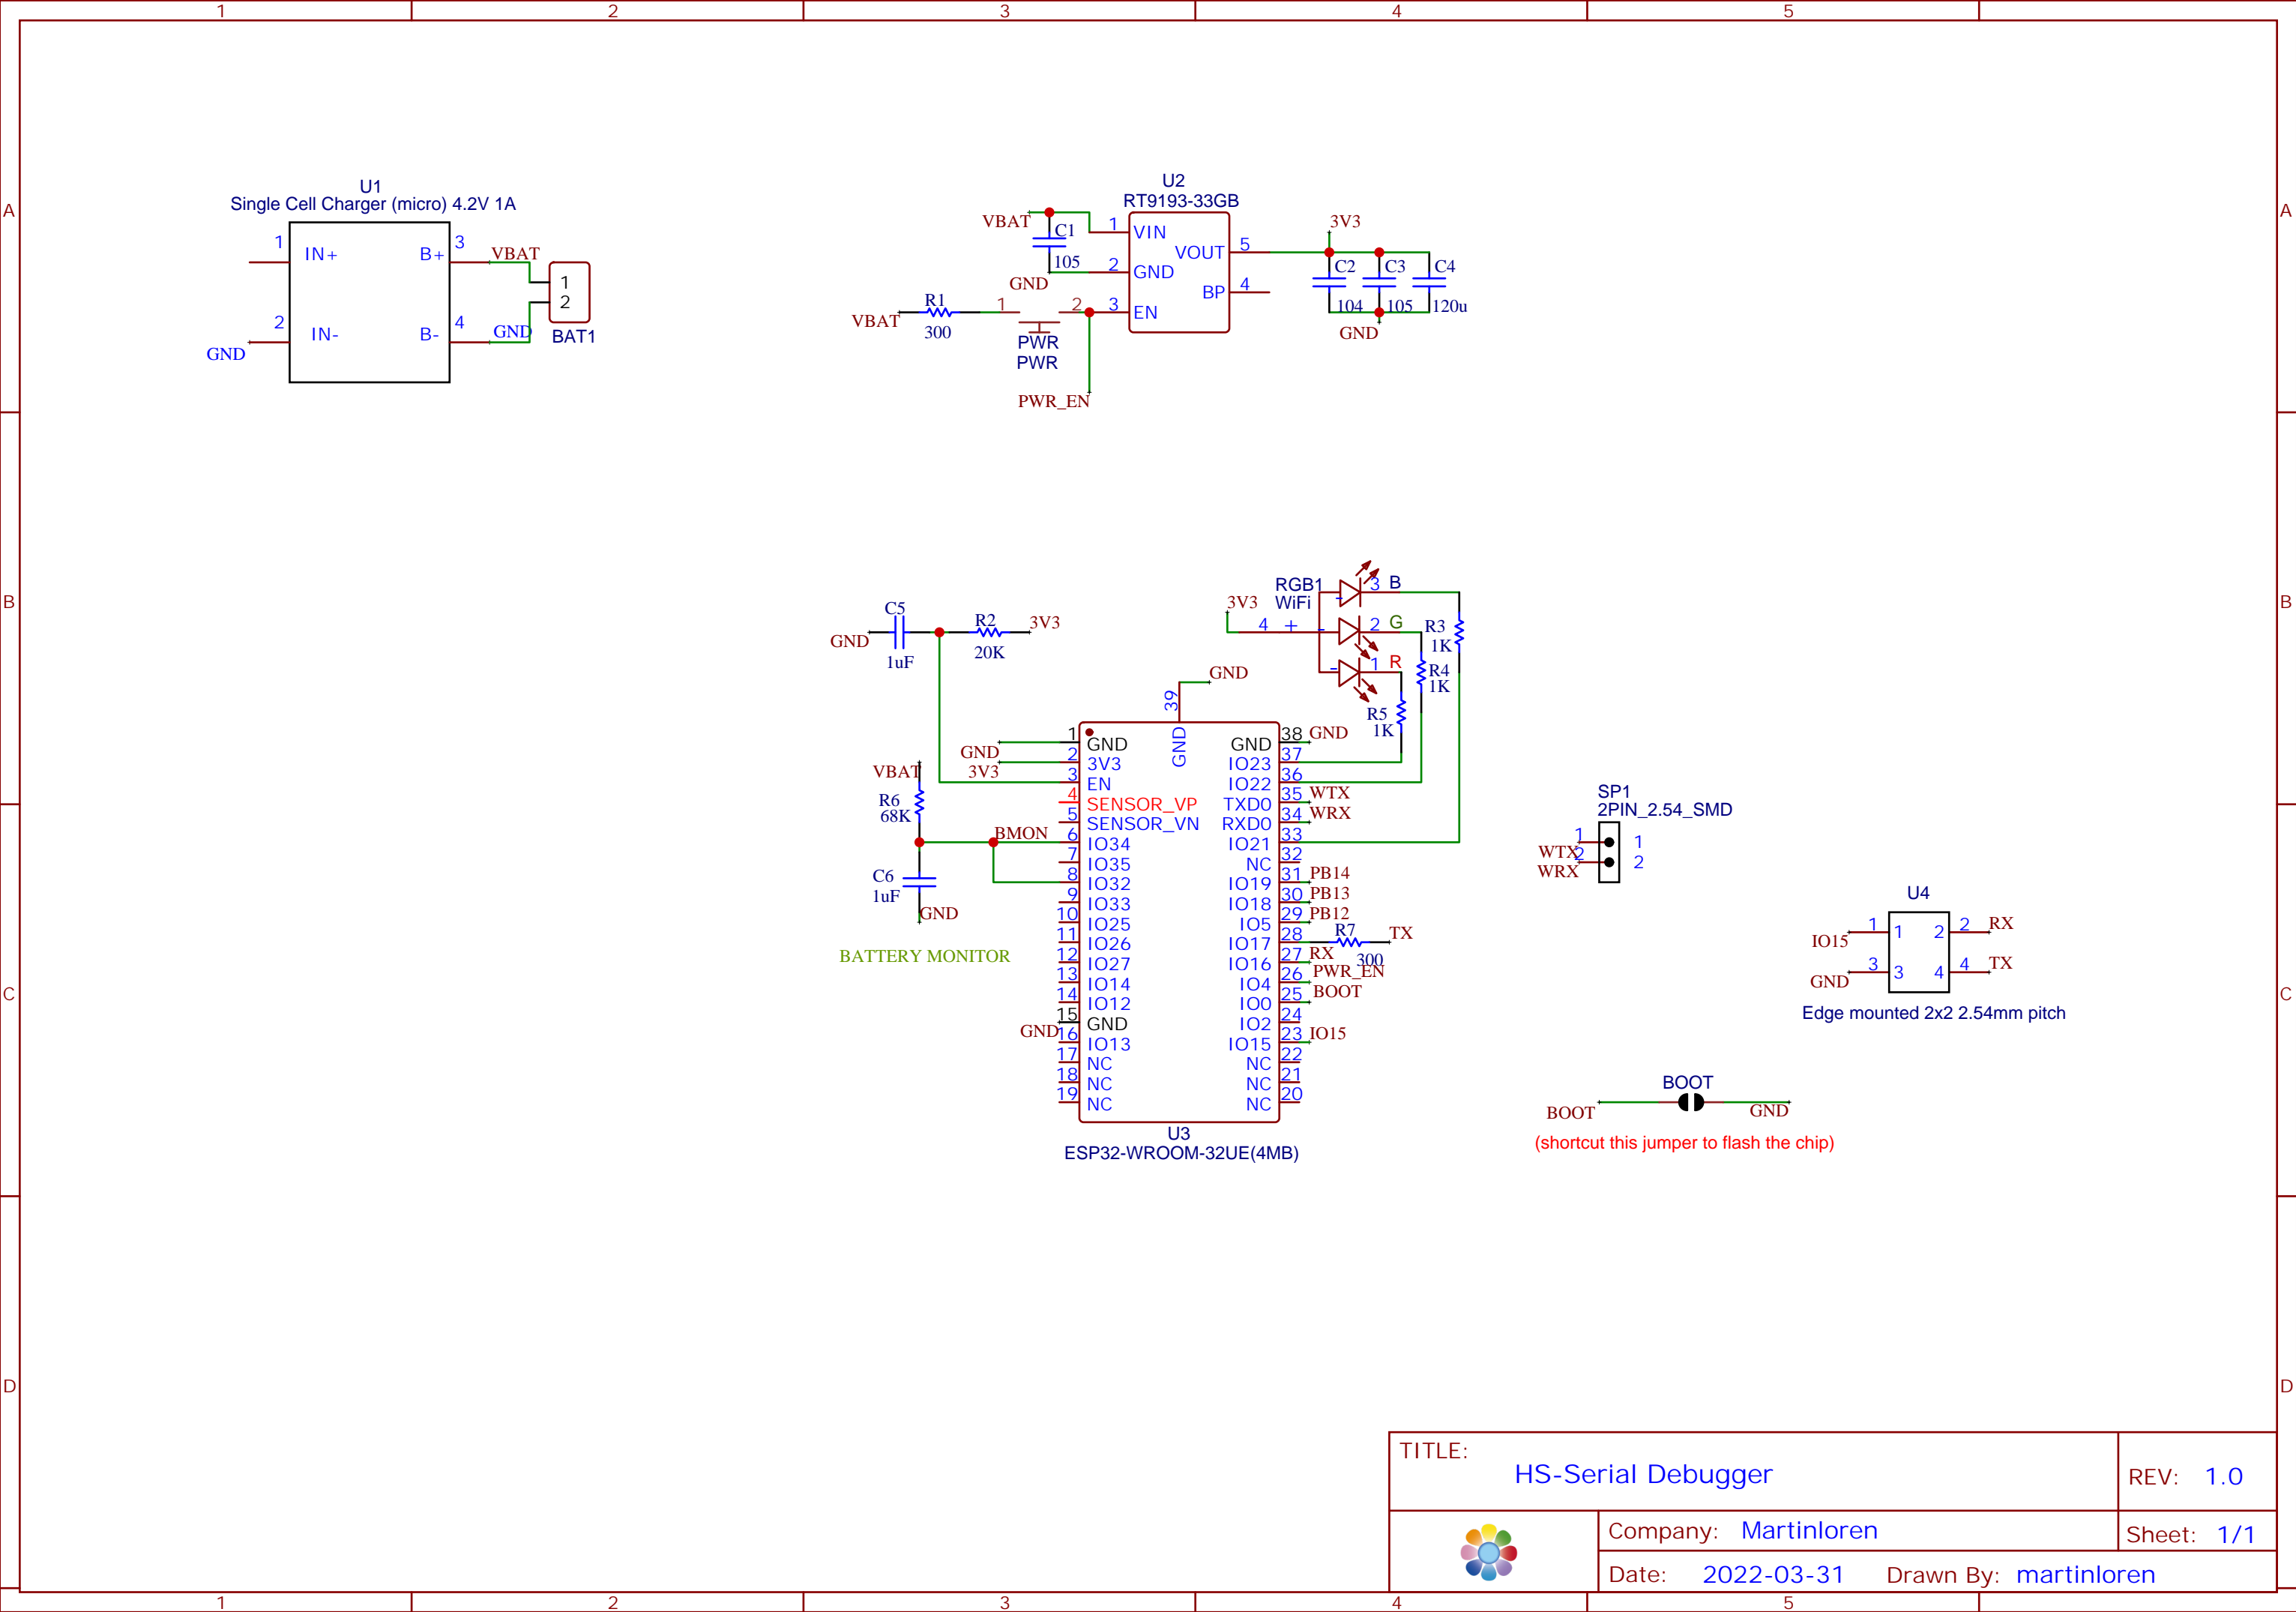 1 2 3 4 5
A A
B B
C C
D D
U1
Single Cell Charger (micro) 4.2V 1A
1 IN+ B+ 3 VBAT
1
2
2 IN- B- 4 GND
GND
BAT1
U2
RT9193-33GB
VBAT
C1
105
GND
1 VIN
2 GND
3 EN
VOUT 5
BP 4
3V3
C2 C3 C4
104 105 120u
GND
VBAT
R1
300
1 2
PWR
PWR
PWR_EN
C5
GND
1uF
R2
20K
3V3
RGB1
WiFi
3V3
4 +
3 B
2 G
1 R
-
-
-
R3
1K
R4
1K
R5
1K
39
GND
GND
GND
3V3
VBAT
R6
68K
BMON
C6
1uF
GND
BATTERY MONITOR
GND
1 GND
2 3V3
3 EN
4 SENSOR_VP
5 SENSOR_VN
6 IO34
7 IO35
8 IO32
9 IO33
10 IO25
11 IO26
12 IO27
13 IO14
14 IO12
15 GND
16 IO13
17 NC
18 NC
19 NC
GND 38 GND
IO23 37
IO22 36
TXD0 35 WTX
RXD0 34 WRX
IO21 33
NC 32
IO19 31 PB14
IO18 30 PB13
IO5 29 PB12
IO17 28 R7 TX
300
IO16 27 RX
IO4 26 PWR_EN
IO0 25 BOOT
IO2 24
IO15 23 IO15
NC 22
NC 21
NC 20
U3
ESP32-WROOM-32UE(4MB)
SP1
2PIN_2.54_SMD
1 1
WTX 2 2
WRX
U4
IO15 1 1 2 2 RX
GND 3 3 4 4 TX
Edge mounted 2x2 2.54mm pitch
BOOT
BOOT GND
(shortcut this jumper to flash the chip)
TITLE:
HS-Serial Debugger
REV: 1.0
Company: Martinloren
Sheet: 1/1
Date: 2022-03-31 Drawn By: martinloren
1 2 3 4 5